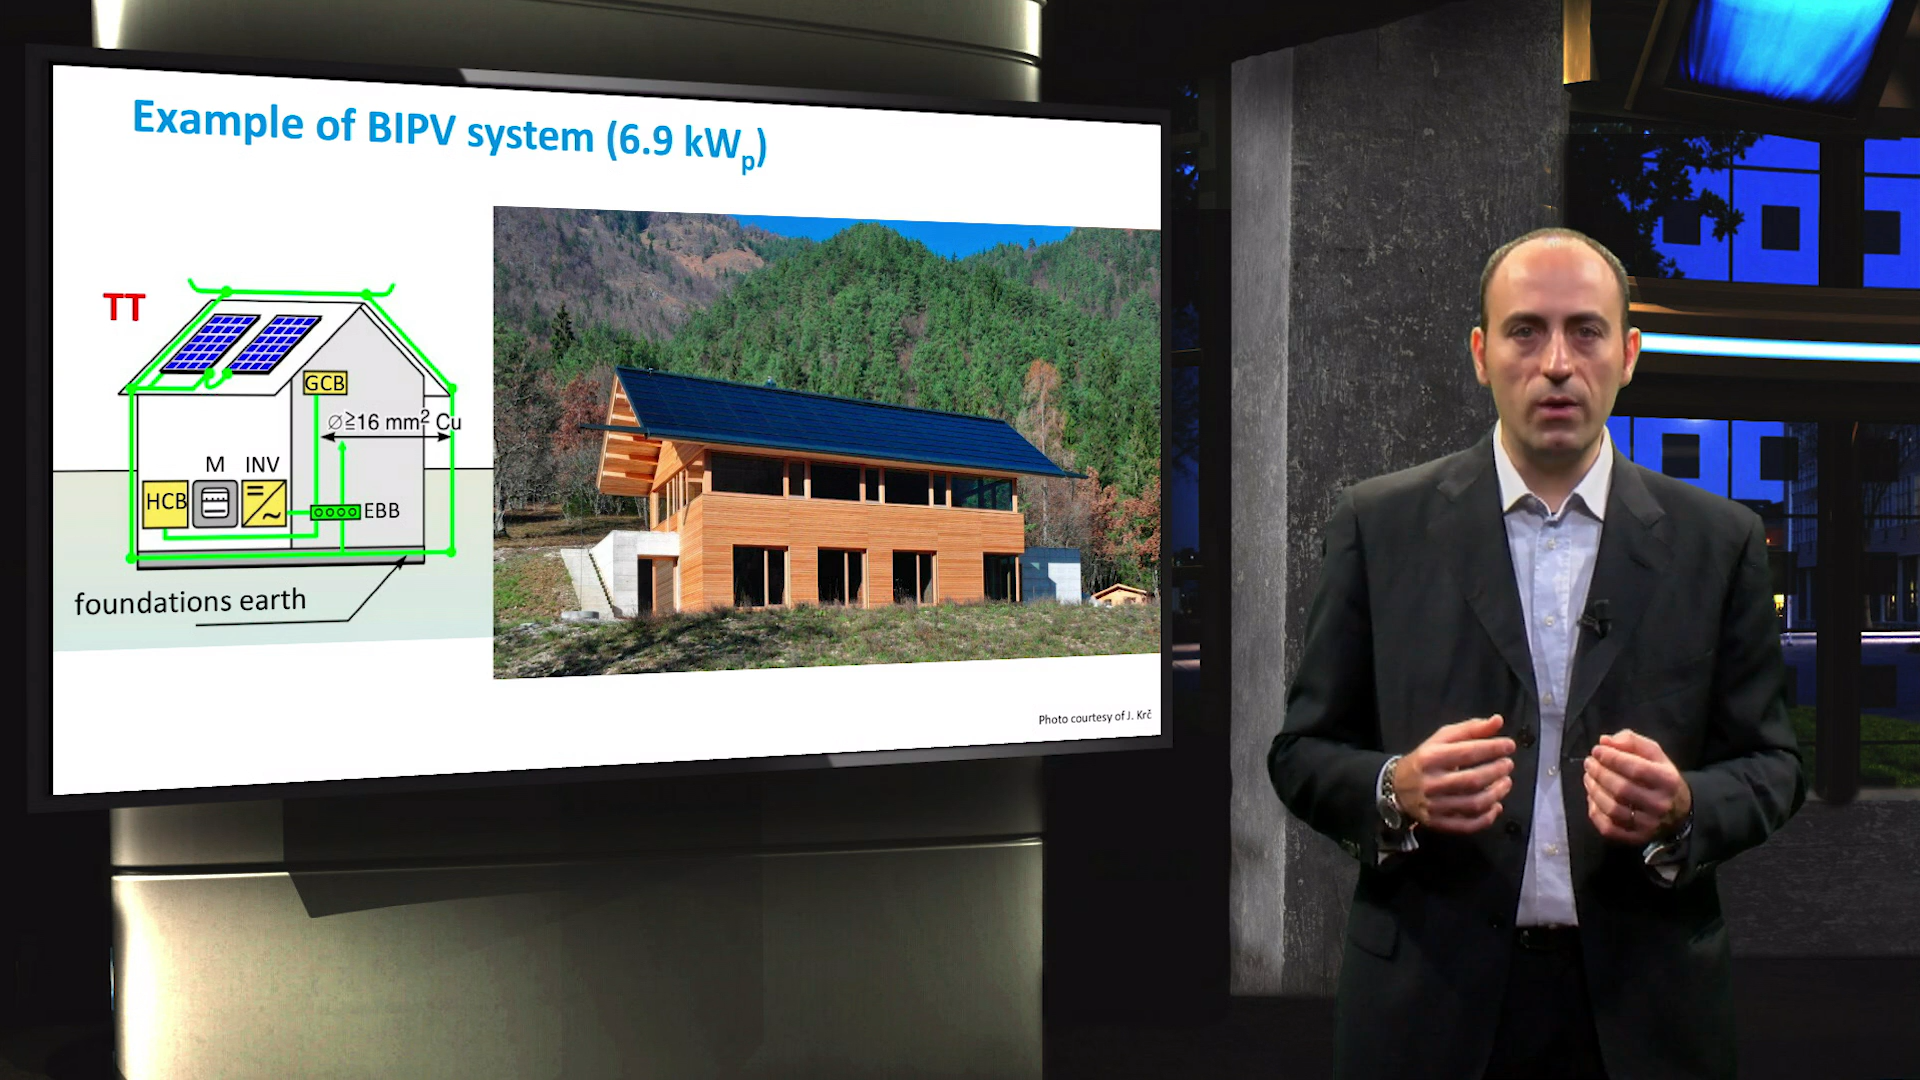 Example of BIPV system (6.9 kWp)
TT
GCB
⌀≥16 mm² Cu
M INV
HCB
EBB
foundations earth
Photo courtesy of J. Krč